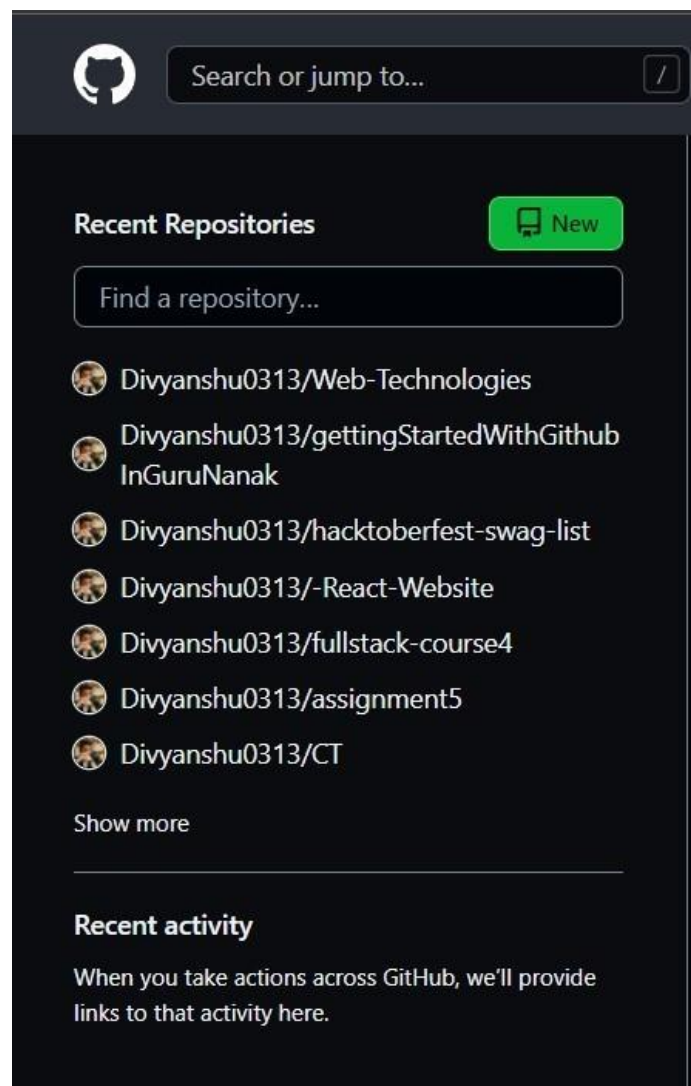 Search or jump to...
/
Recent Repositories
New
Find a repository...
Divyanshu0313/Web-Technologies
Divyanshu0313/gettingStartedWithGithub
InGuruNanak
Divyanshu0313/hacktoberfest-swag-list
Divyanshu0313/-React-Website
Divyanshu0313/fullstack-course4
Divyanshu0313/assignment5
Divyanshu0313/CT
Show more
Recent activity
When you take actions across GitHub, we’ll provide
links to that activity here.